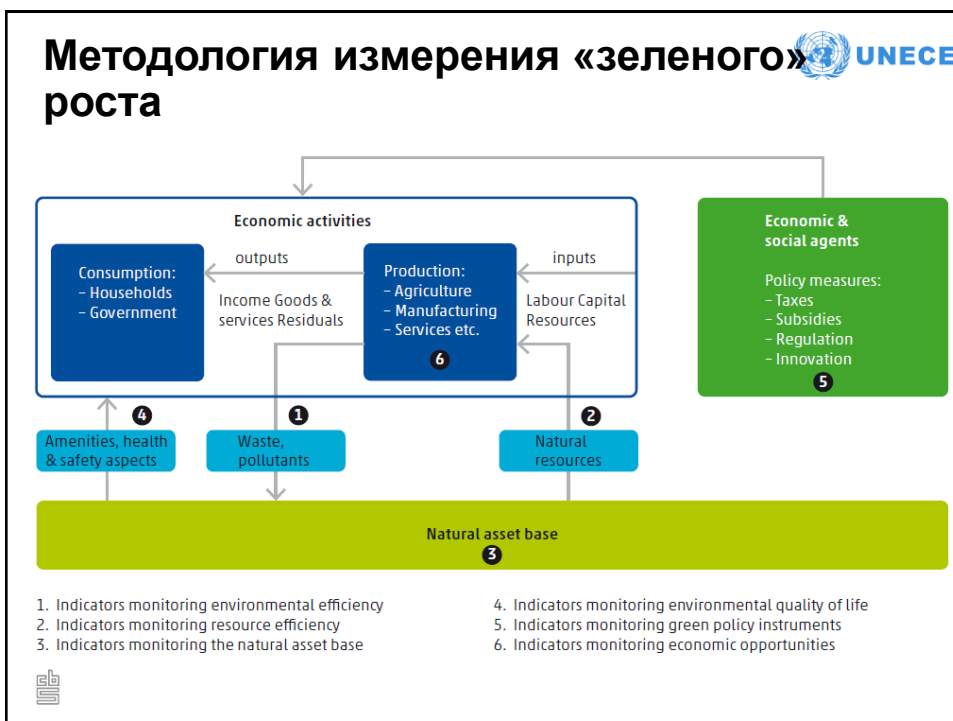 Методология измерения «зеленого»
роста
UNECE
Economic activities
Consumption:
– Households
– Government
outputs
Income Goods &
services Residuals
Production:
– Agriculture
– Manufacturing
– Services etc.
6
inputs
Labour Capital
Resources
Economic &
social agents
Policy measures:
– Taxes
– Subsidies
– Regulation
– Innovation
5
4
1
2
Amenities, health
& safety aspects
Waste,
pollutants
Natural
resources
Natural asset base
3
1. Indicators monitoring environmental efficiency
2. Indicators monitoring resource efficiency
3. Indicators monitoring the natural asset base
4. Indicators monitoring environmental quality of life
5. Indicators monitoring green policy instruments
6. Indicators monitoring economic opportunities
cbs